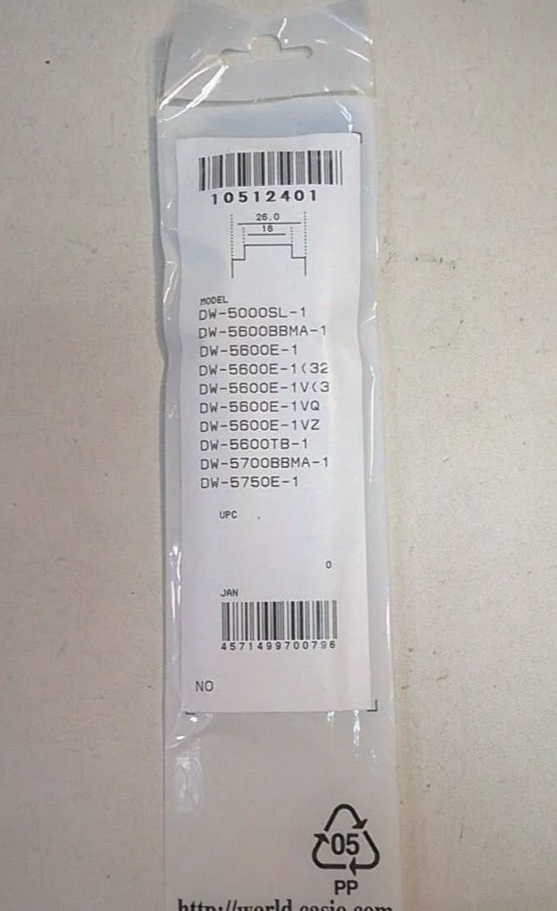 10512401
26.0
16
MODEL
DW-5000SL-1
DW-5600BBMA-1
DW-5600E-1
DW-5600E-1(32
DW-5600E-1V(3
DW-5600E-1VQ
DW-5600E-1VZ
DW-5600TB-1
DW-5700BBMA-1
DW-5750E-1
UPC
0
JAN
4571499700796
NO
05
PP
http://world.casio.com